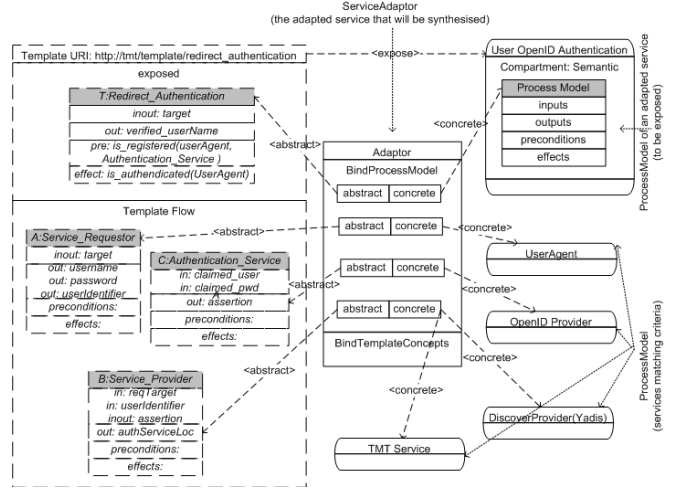 ServiceAdaptor
(the adapted service that will be synthesised)
Template URI: http://tmt/template/redirect_authentication
<expose>
User OpenID Authentication
exposed
Compartment: Semantic
T:Redirect_Authentication
inout: target
out: verified_userName
pre: is_registered(userAgent,
Authentication_Service )
effect: is_authendicated(UserAgent)
<abstract>
<concrete>
Process Model
inputs
outputs
preconditions
effects
ProcessModel of an adapted service
(to be exposed)
Adaptor
BindProcessModel
abstract
concrete
abstract
concrete
abstract
concrete
abstract
concrete
BindTemplateConcepts
Template Flow
A:Service_Requestor
inout: target
out: username
out: password
out: userIdentifier
preconditions:
effects:
<abstract>
C:Authentication_Service
in: claimed_user
in: claimed_pwd
out: assertion
preconditions:
effects:
<abstract>
B:Service_Provider
in: reqTarget
in: userIdentifier
inout: assertion
out: authServiceLoc
preconditions:
effects:
<abstract>
<concrete>
UserAgent
<concrete>
OpenID Provider
<concrete>
DiscoverProvider(Yadis)
<concrete>
TMT Service
ProcessModel
(services matching criteria)